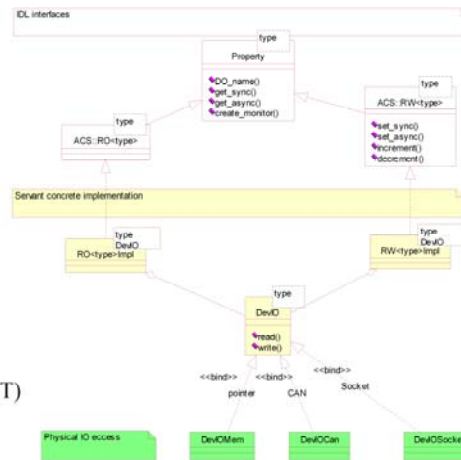 IDL interfaces
type
Property
DO_name()
get_sync()
get_async()
create_monitor()
type
ACS::RO<type>
type
ACS::RW<type>
set_sync()
set_async()
increment()
decrement()
Servant concrete implementation
type
DevIO
RO<type>Impl
type
DevIO
RW<type>Impl
type
DevIO
read()
write()
<<bind>>
pointer
<<bind>>
CAN
<<bind>>
Socket
T)
Physical IO eccess
DevIOMem
DevIOCan
DevIOSocke